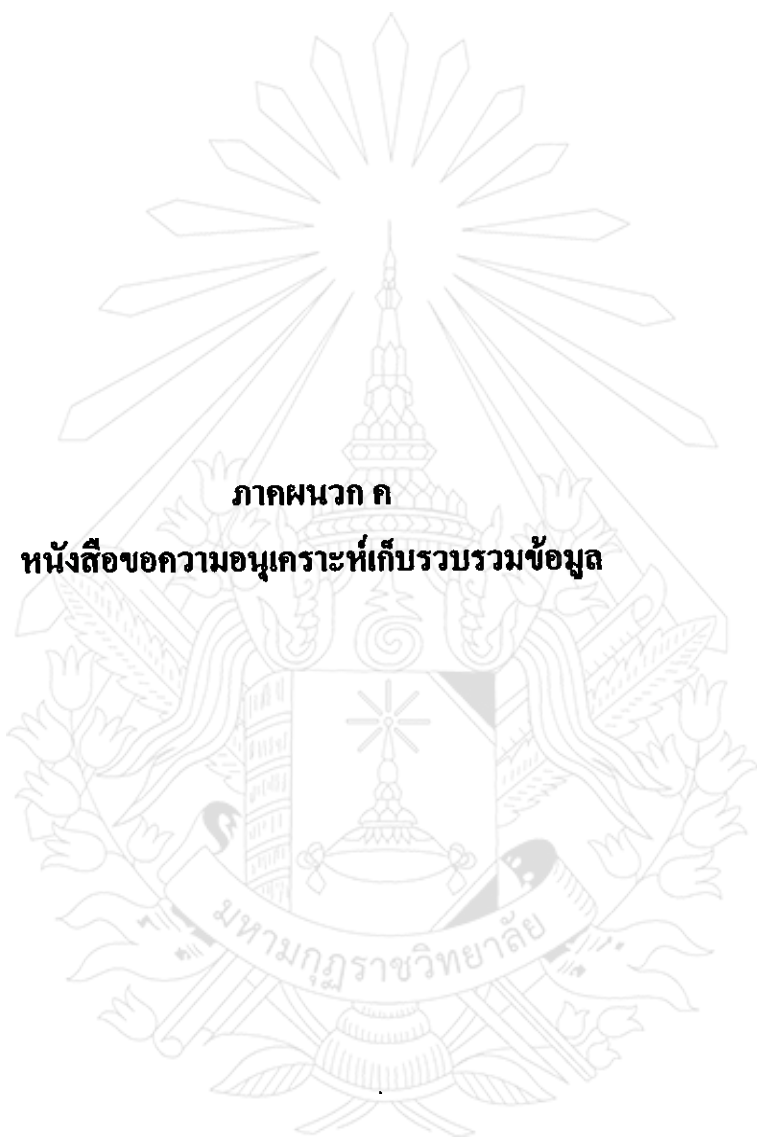 ภาคผนวก ค
หนังสือขอความอนุเคราะห์เก็บรวบรวมข้อมูล
มหามกุฏราชวิทยาลัย